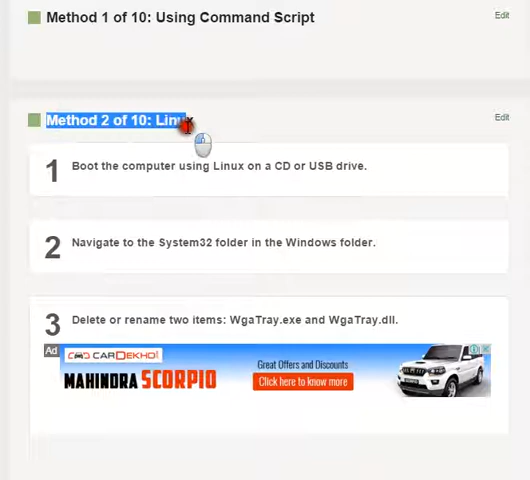 Method 1 of 10: Using Command Script
Edit
Method 2 of 10: Linux
Edit
1 Boot the computer using Linux on a CD or USB drive.
2 Navigate to the System32 folder in the Windows folder.
3 Delete or rename two items: WgaTray.exe and WgaTray.dll.
Ad
CARDEKHO
MAHINDRA SCORPIO
Great Offers and Discounts
Click here to know more